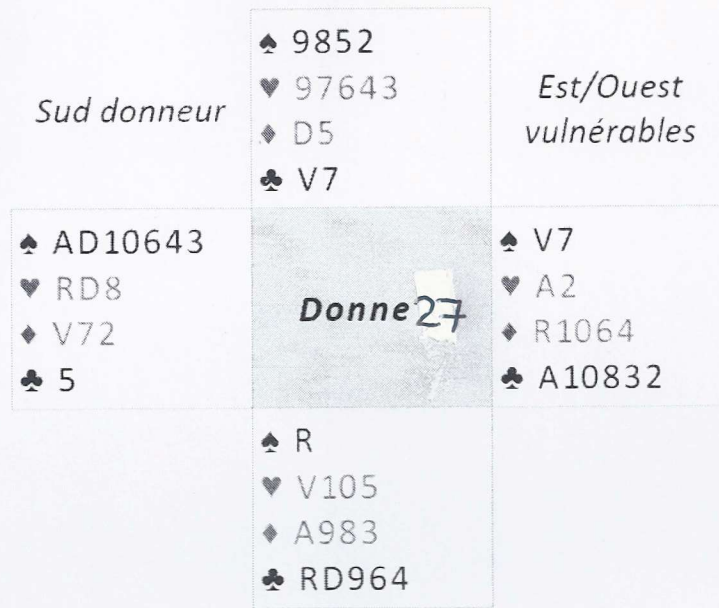 Sud donneur
♠ 9852
♥ 97643
♦ D5
♣ V7
Est/Ouest
vulnérables
♠ AD10643
♥ RD8
♦ V72
♣ 5
Donne 27
♠ V7
♥ A2
♦ R1064
♣ A10832
♠ R
♥ V105
♦ A983
♣ RD964